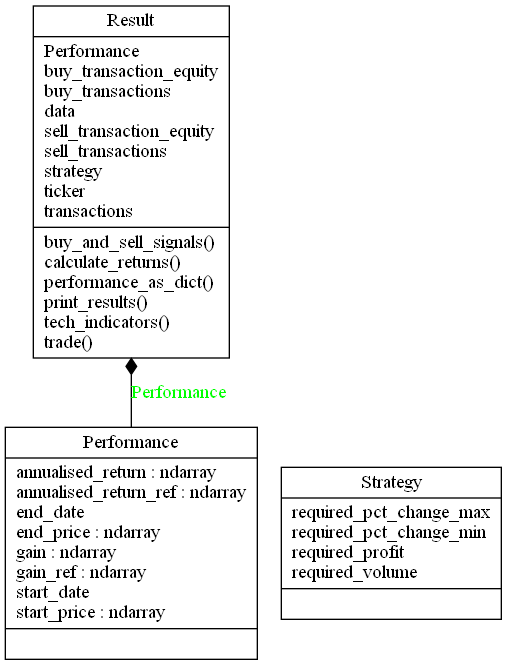 Result
Performance
buy_transaction_equity
buy_transactions
data
sell_transaction_equity
sell_transactions
strategy
ticker
transactions
buy_and_sell_signals()
calculate_returns()
performance_as_dict()
print_results()
tech_indicators()
trade()
Performance
Performance
annualised_return : ndarray
annualised_return_ref : ndarray
end_date
end_price : ndarray
gain : ndarray
gain_ref : ndarray
start_date
start_price : ndarray
Strategy
required_pct_change_max
required_pct_change_min
required_profit
required_volume